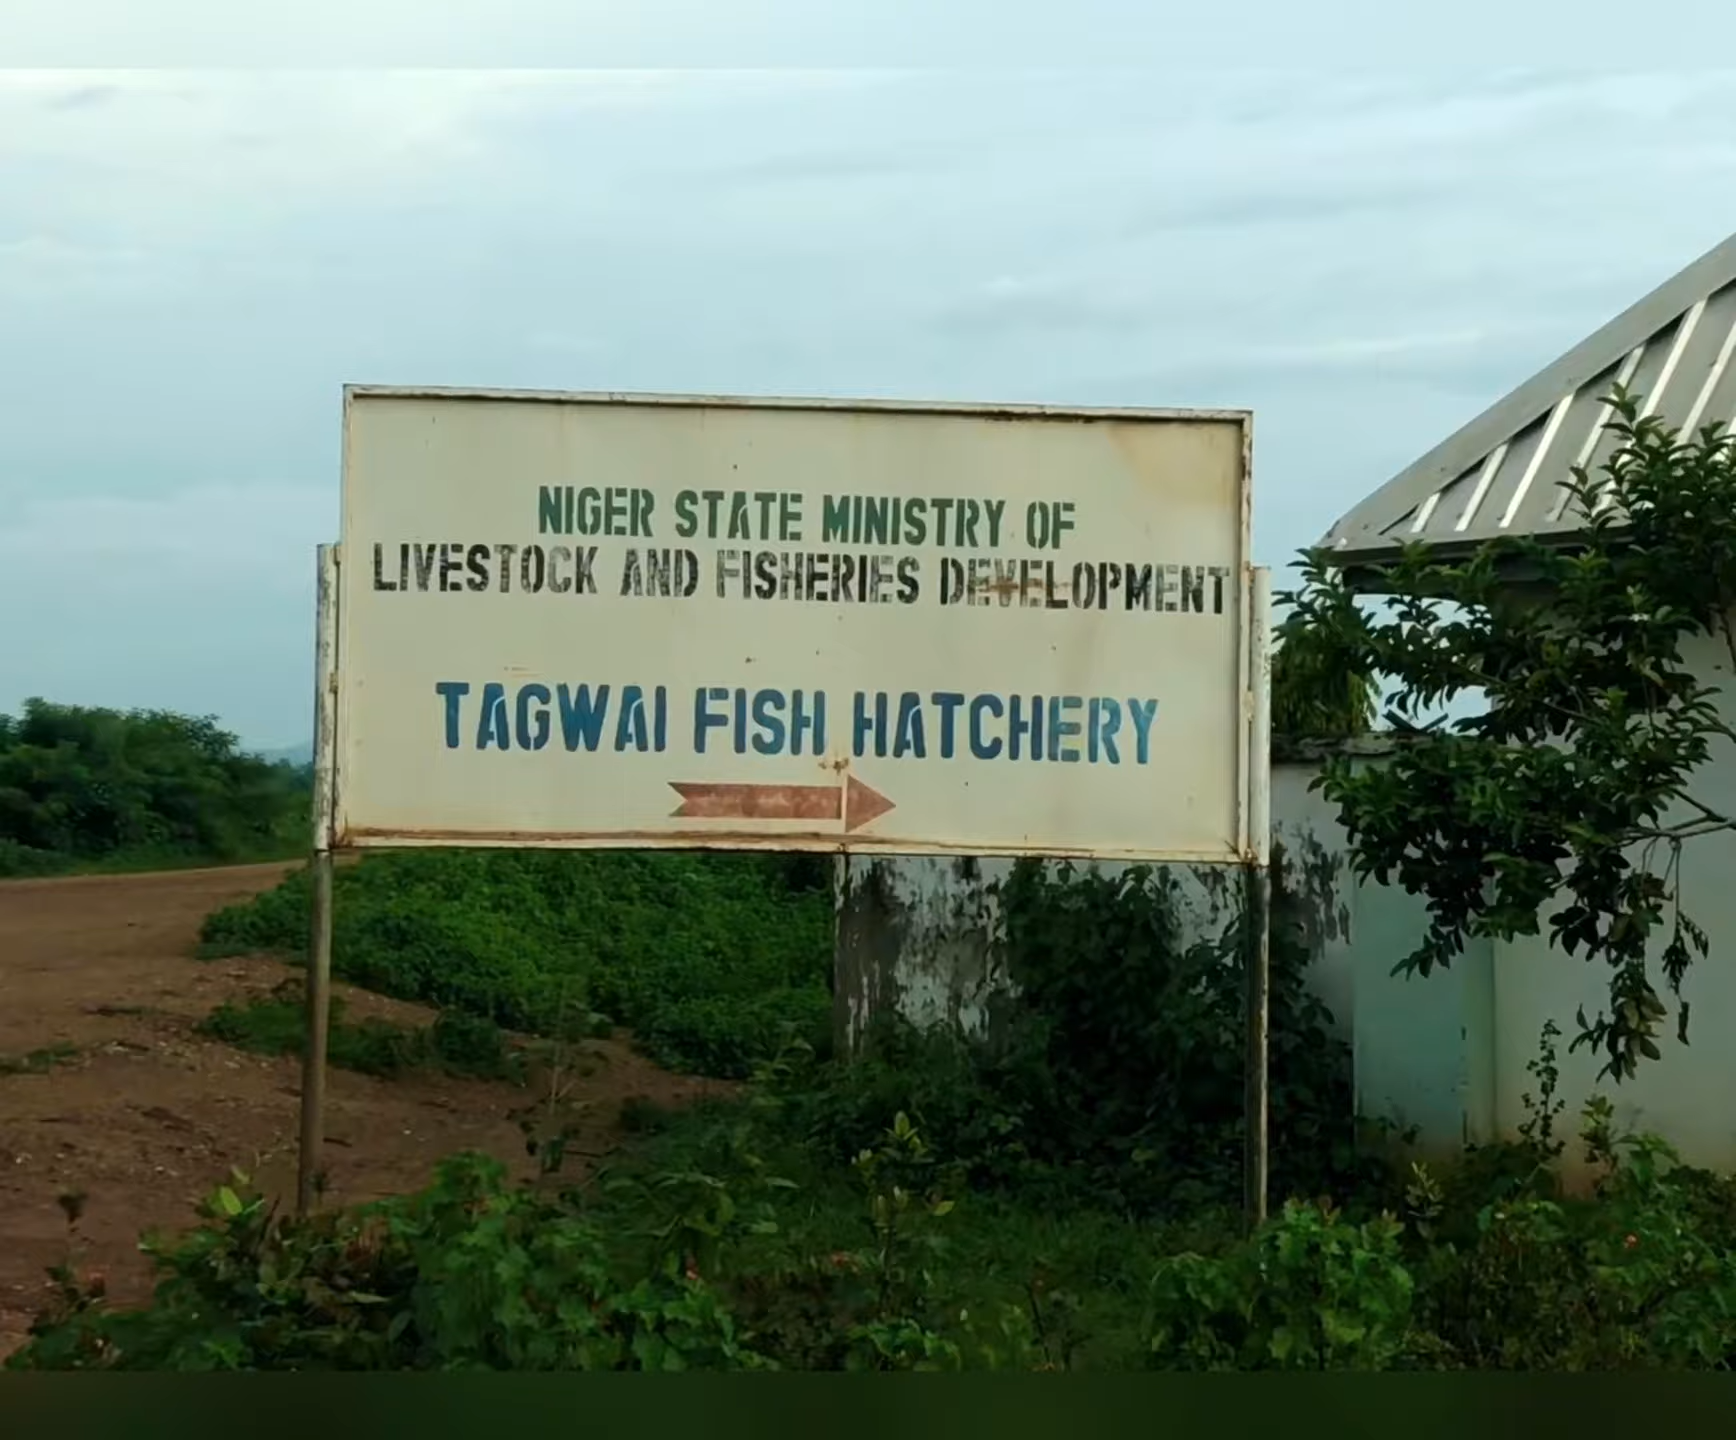 NIGER STATE MINISTRY OF
LIVESTOCK AND FISHERIES DEVELOPMENT
TAGWAI FISH HATCHERY